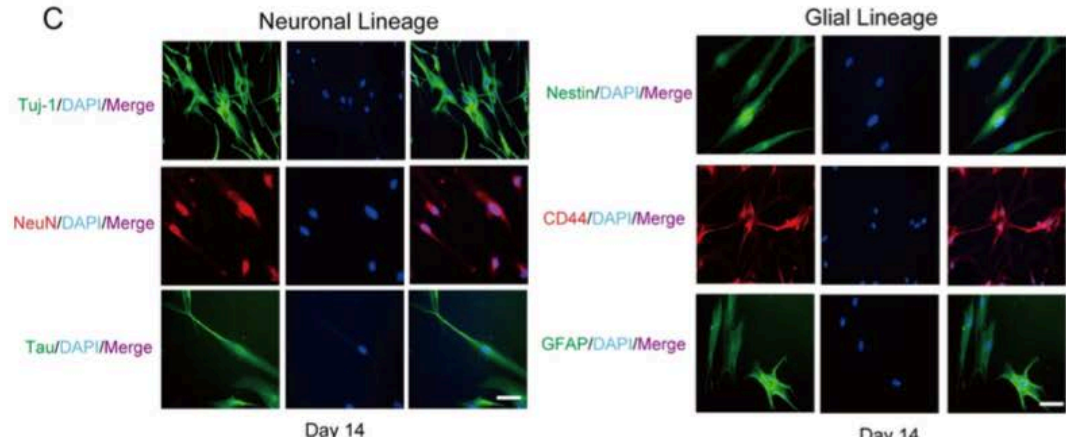 C
Neuronal Lineage
Tuj-1/DAPI/Merge
NeuN/DAPI/Merge
Tau/DAPI/Merge
Day 14
Glial Lineage
Nestin/DAPI/Merge
CD44/DAPI/Merge
GFAP/DAPI/Merge
Day 14